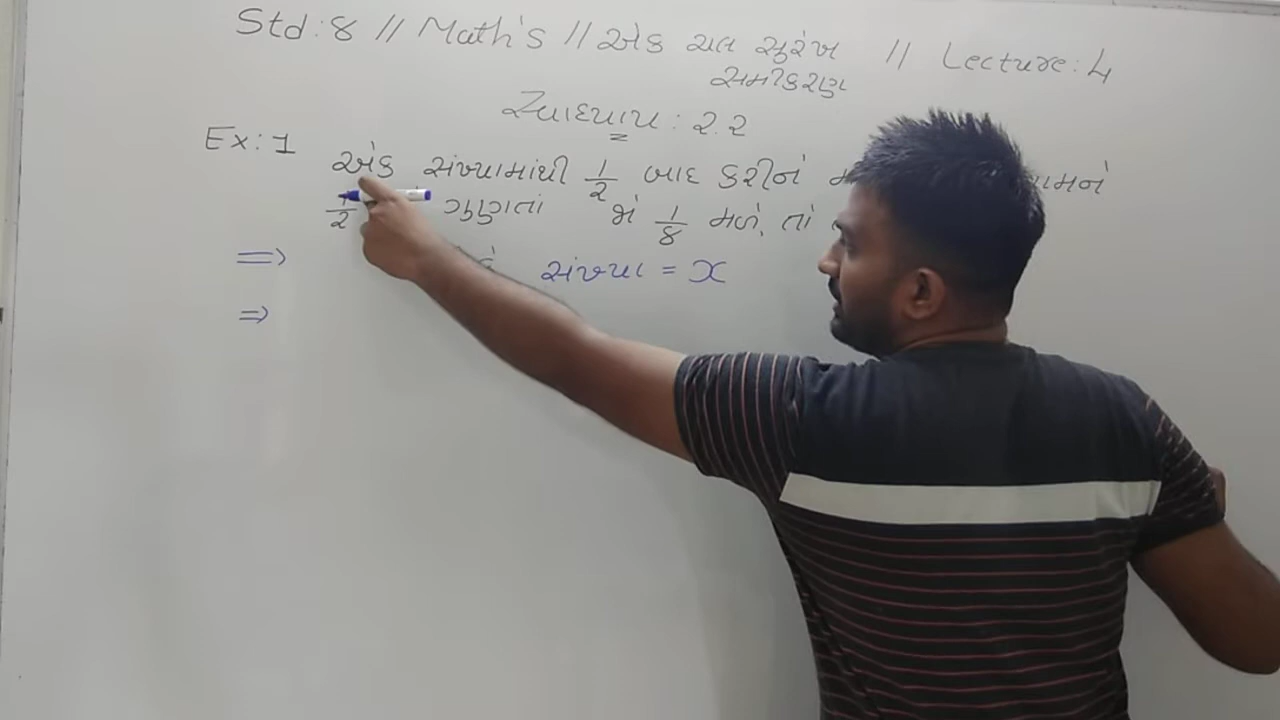 Std : 8 // Math's // એક ચલ સુરેખ // Lecture : 4
સમીકરણ
સ્વાધ્યાય : 2.2
Ex : 1 એક સંખ્યામાંથી 1/2 બાદ કરીને
1/2 ગુણતાં જો 1/8 મળે, તો
⇒ સંખ્યા = x
⇒